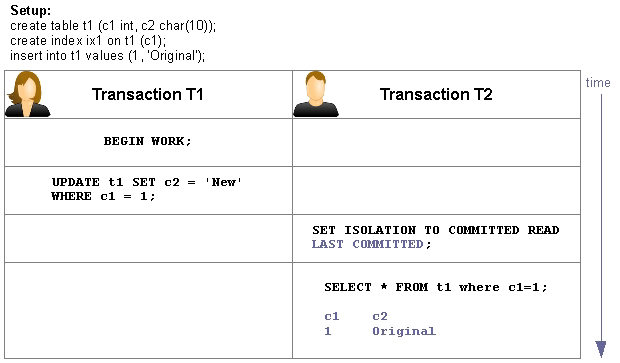 Setup:
create table t1 (c1 int, c2 char(10));
create index ix1 on t1 (c1);
insert into t1 values (1, 'Original');
time
Transaction T1
Transaction T2
BEGIN WORK;
UPDATE t1 SET c2 = 'New'
WHERE c1 = 1;
SET ISOLATION TO COMMITTED READ
LAST COMMITTED;
SELECT * FROM t1 where c1=1;
c1 c2
1 Original